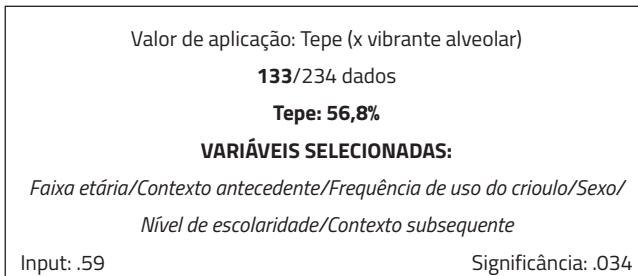 Valor de aplicação: Tepe (x vibrante alveolar)
133/234 dados
Tepe: 56,8%
VARIÁVEIS SELECIONADAS:
Faixa etária/Contexto antecedente/Frequência de uso do crioulo/Sexo/
Nível de escolaridade/Contexto subsequente
Input: .59 Significância: .034